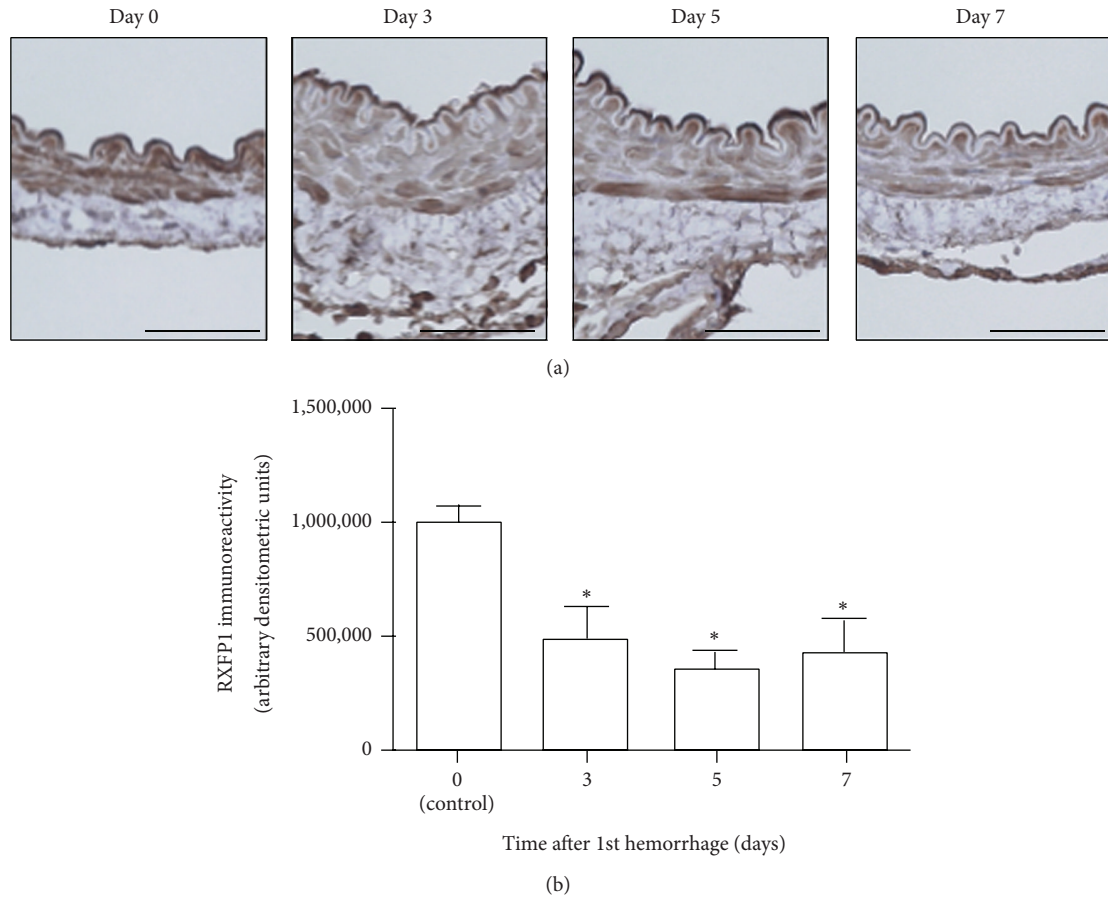 Day 0
Day 3
Day 5
Day 7
(a)
1,500,000
1,000,000
500,000
0
RXFP1 immunoreactivity
(arbitrary densitometric units)
*
*
*
0
(control)
3
5
7
Time after 1st hemorrhage (days)
(b)